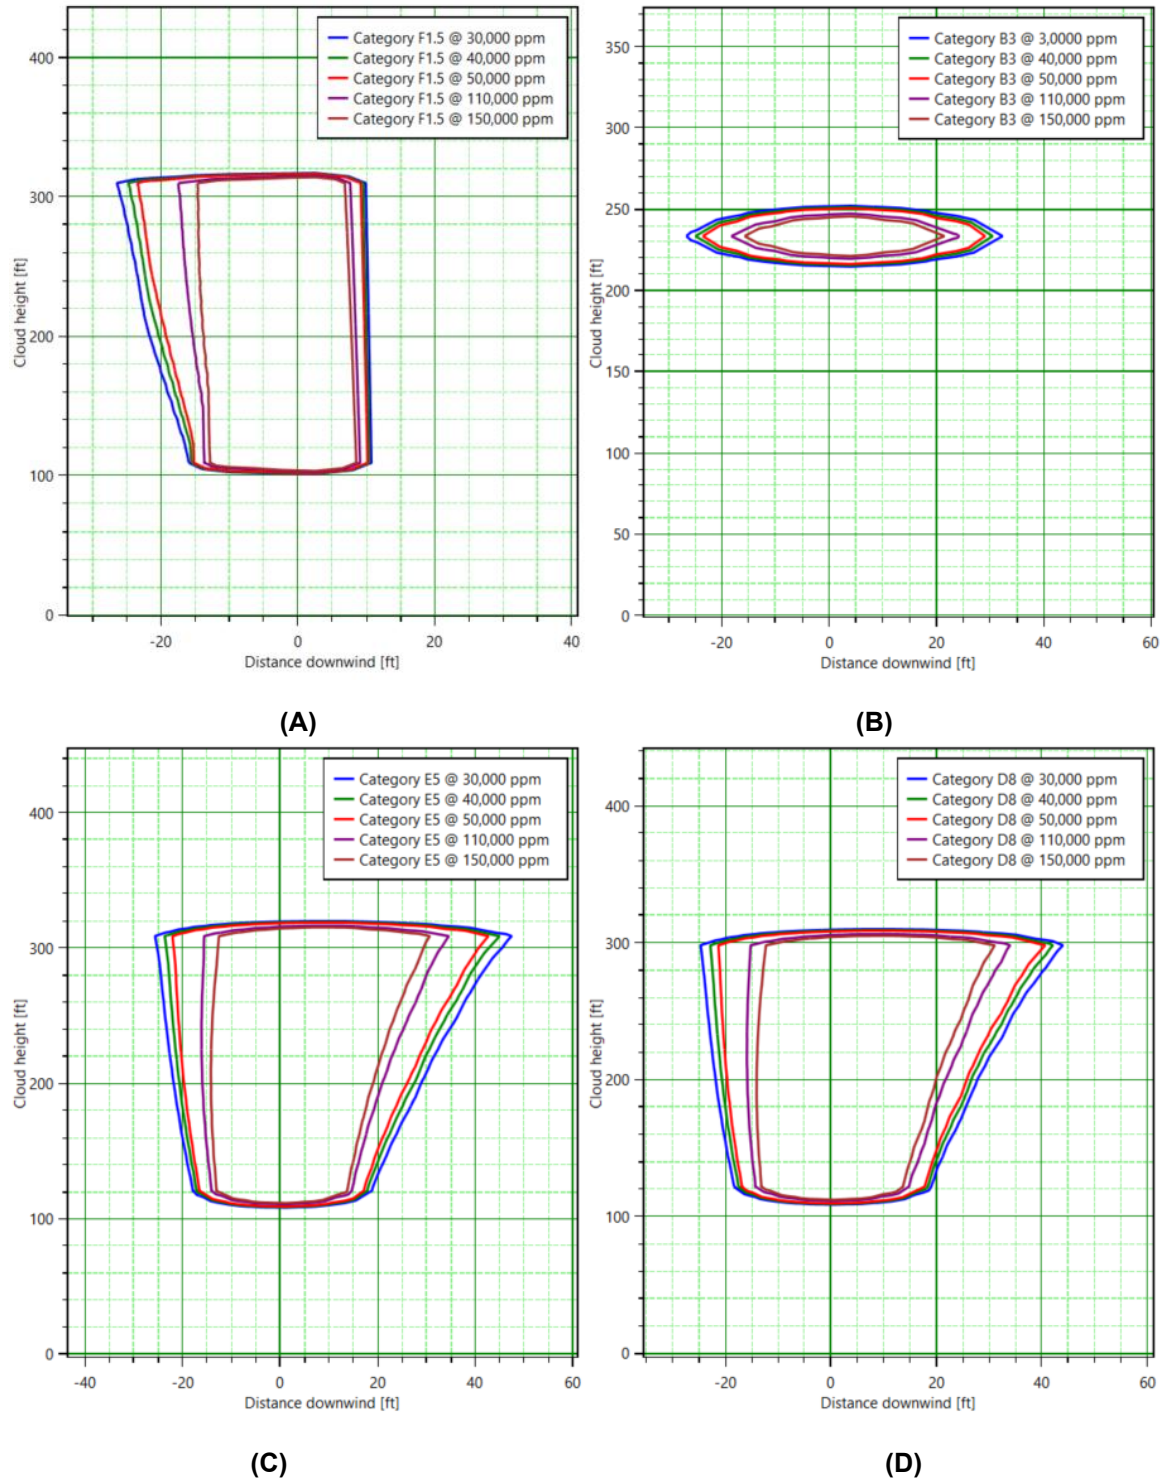 Category F1.5 @ 30,000 ppm
Category F1.5 @ 40,000 ppm
Category F1.5 @ 50,000 ppm
Category F1.5 @ 110,000 ppm
Category F1.5 @ 150,000 ppm
400
300
200
100
0
Cloud height [ft]
-20
0
20
40
Distance downwind [ft]
(A)
Category B3 @ 3,0000 ppm
Category B3 @ 40,000 ppm
Category B3 @ 50,000 ppm
Category B3 @ 110,000 ppm
Category B3 @ 150,000 ppm
350
300
250
200
150
100
50
0
Cloud height [ft]
-20
0
20
40
60
Distance downwind [ft]
(B)
Category E5 @ 30,000 ppm
Category E5 @ 40,000 ppm
Category E5 @ 50,000 ppm
Category E5 @ 110,000 ppm
Category E5 @ 150,000 ppm
400
300
200
100
0
Cloud height [ft]
-40
-20
0
20
40
60
Distance downwind [ft]
(C)
Category D8 @ 30,000 ppm
Category D8 @ 40,000 ppm
Category D8 @ 50,000 ppm
Category D8 @ 110,000 ppm
Category D8 @ 150,000 ppm
400
300
200
100
0
Cloud height [ft]
-20
0
20
40
60
Distance downwind [ft]
(D)